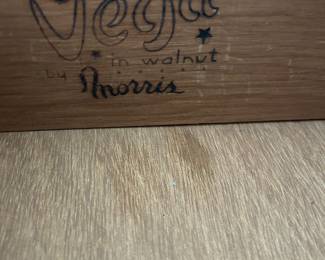 Vega
in walnut
by Morris